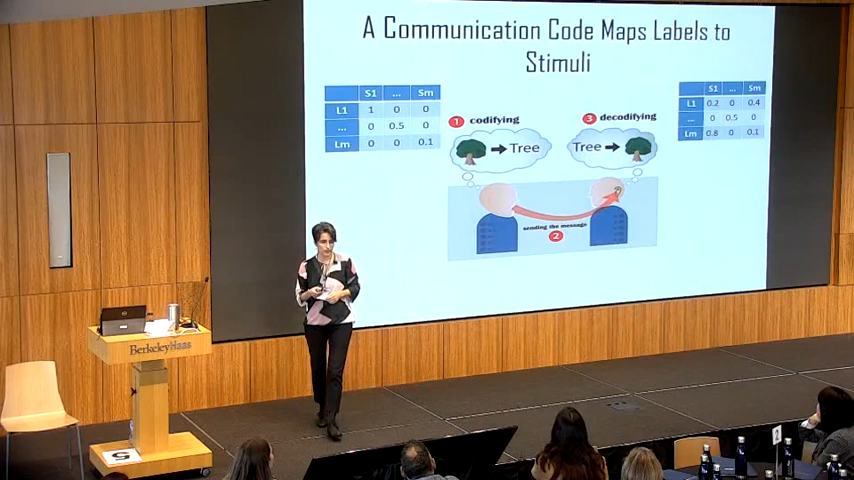 A Communication Code Maps Labels to
Stimuli
S1 ... Sm
L1 1 0 0
... 0 0.5 0
Lm 0 0 0.1
1 codifying
Tree
3 decodifying
Tree
S1 ... Sm
L1 0.2 0 0.4
... 0 0.5 0
Lm 0.8 0 0.1
sending the message
2
BerkeleyHaas
5
2